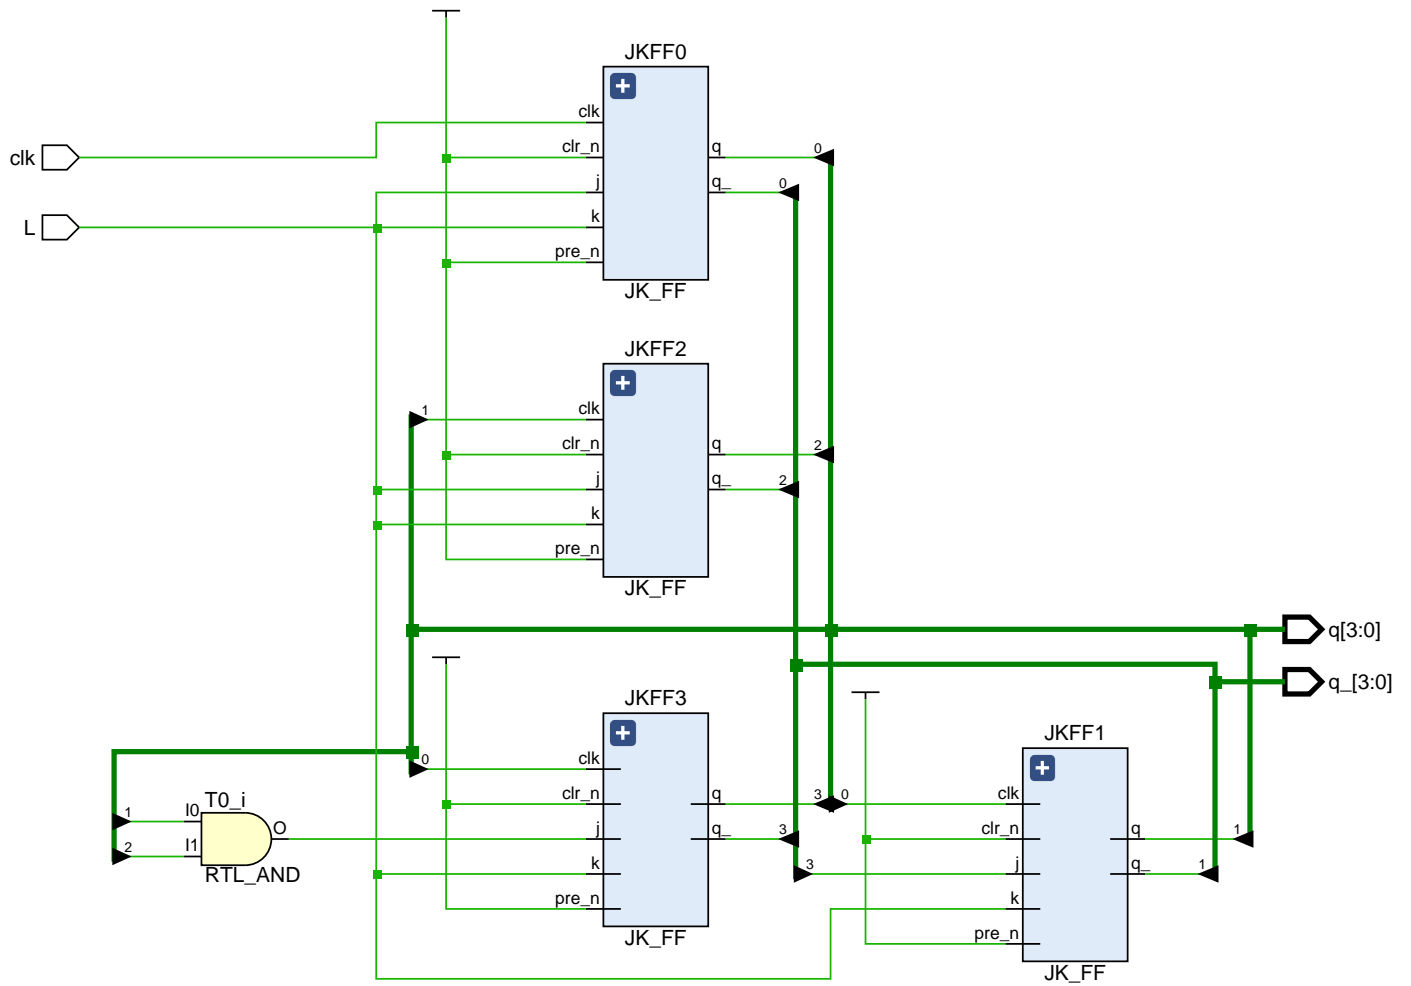 JKFF0
clk
clr_n
j
k
pre_n
q
0
q_
0
JK_FF
clk
L
JKFF2
1
clk
clr_n
j
k
pre_n
q
2
q_
2
JK_FF
q[3:0]
q_[3:0]
JKFF3
0
clk
clr_n
j
k
pre_n
q
3
q_
3
JK_FF
T0_i
1
I0
2
I1
O
RTL_AND
JKFF1
0
clk
clr_n
3
j
k
pre_n
q
1
q_
1
JK_FF